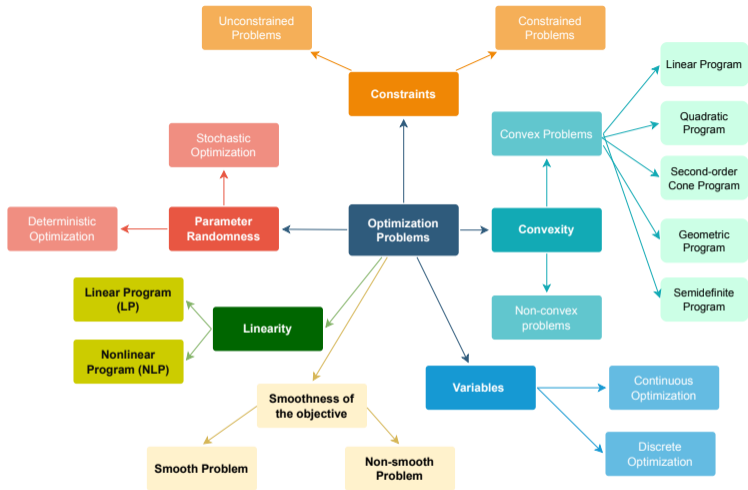 Unconstrained
Problems
Constrained
Problems
Constraints
Linear Program
Quadratic
Program
Second-order
Cone Program
Geometric
Program
Semidefinite
Program
Convex Problems
Stochastic
Optimization
Deterministic
Optimization
Parameter
Randomness
Optimization
Problems
Convexity
Non-convex
problems
Linear Program
(LP)
Nonlinear
Program (NLP)
Linearity
Smoothness of
the objective
Smooth Problem
Non-smooth
Problem
Variables
Continuous
Optimization
Discrete
Optimization